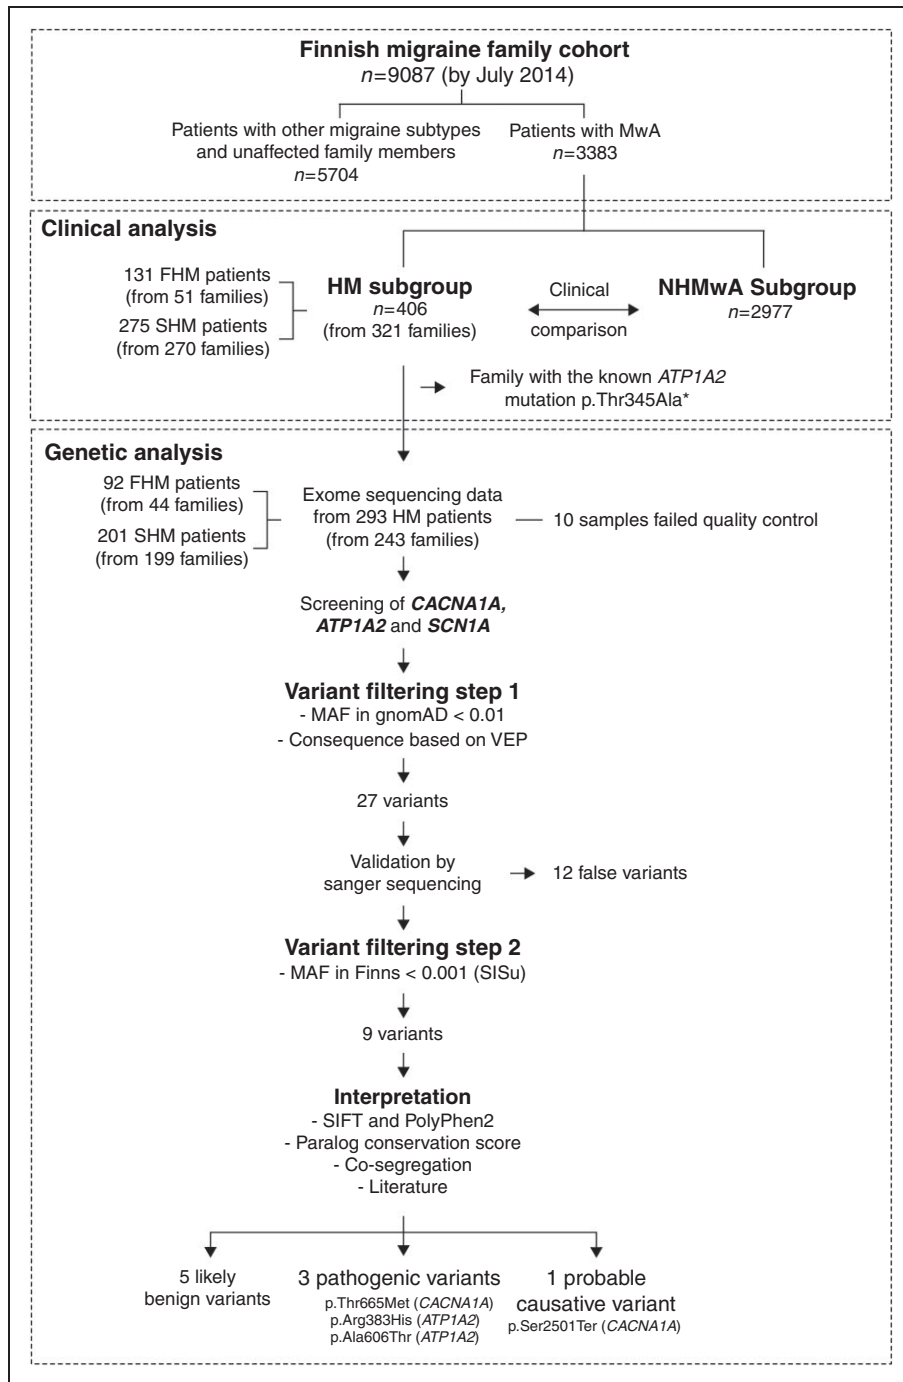 Finnish migraine family cohort
n=9087 (by July 2014)
Patients with other migraine subtypes
and unaffected family members
n=5704
Patients with MwA
n=3383
Clinical analysis
131 FHM patients
(from 51 families)
275 SHM patients
(from 270 families)
HM subgroup
n=406
(from 321 families)
Clinical
comparison
NHMwA Subgroup
n=2977
Family with the known ATP1A2
mutation p.Thr345Ala*
Genetic analysis
92 FHM patients
(from 44 families)
201 SHM patients
(from 199 families)
Exome sequencing data
from 293 HM patients
(from 243 families)
10 samples failed quality control
Screening of CACNA1A,
ATP1A2 and SCN1A
Variant filtering step 1
- MAF in gnomAD < 0.01
- Consequence based on VEP
27 variants
Validation by
sanger sequencing
12 false variants
Variant filtering step 2
- MAF in Finns < 0.001 (SISu)
9 variants
Interpretation
- SIFT and PolyPhen2
- Paralog conservation score
- Co-segregation
- Literature
5 likely
benign variants
3 pathogenic variants
p.Thr665Met (CACNA1A)
p.Arg383His (ATP1A2)
p.Ala606Thr (ATP1A2)
1 probable
causative variant
p.Ser2501Ter (CACNA1A)